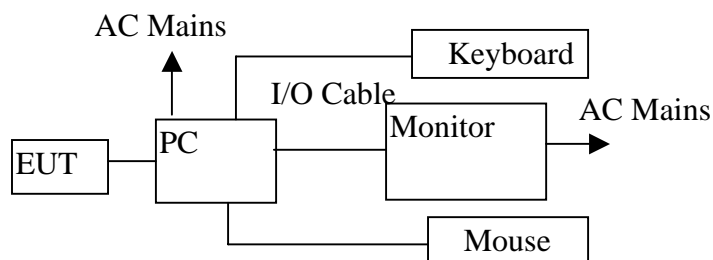 AC Mains
Keyboard
I/O Cable
AC Mains
Monitor
PC
EUT
Mouse